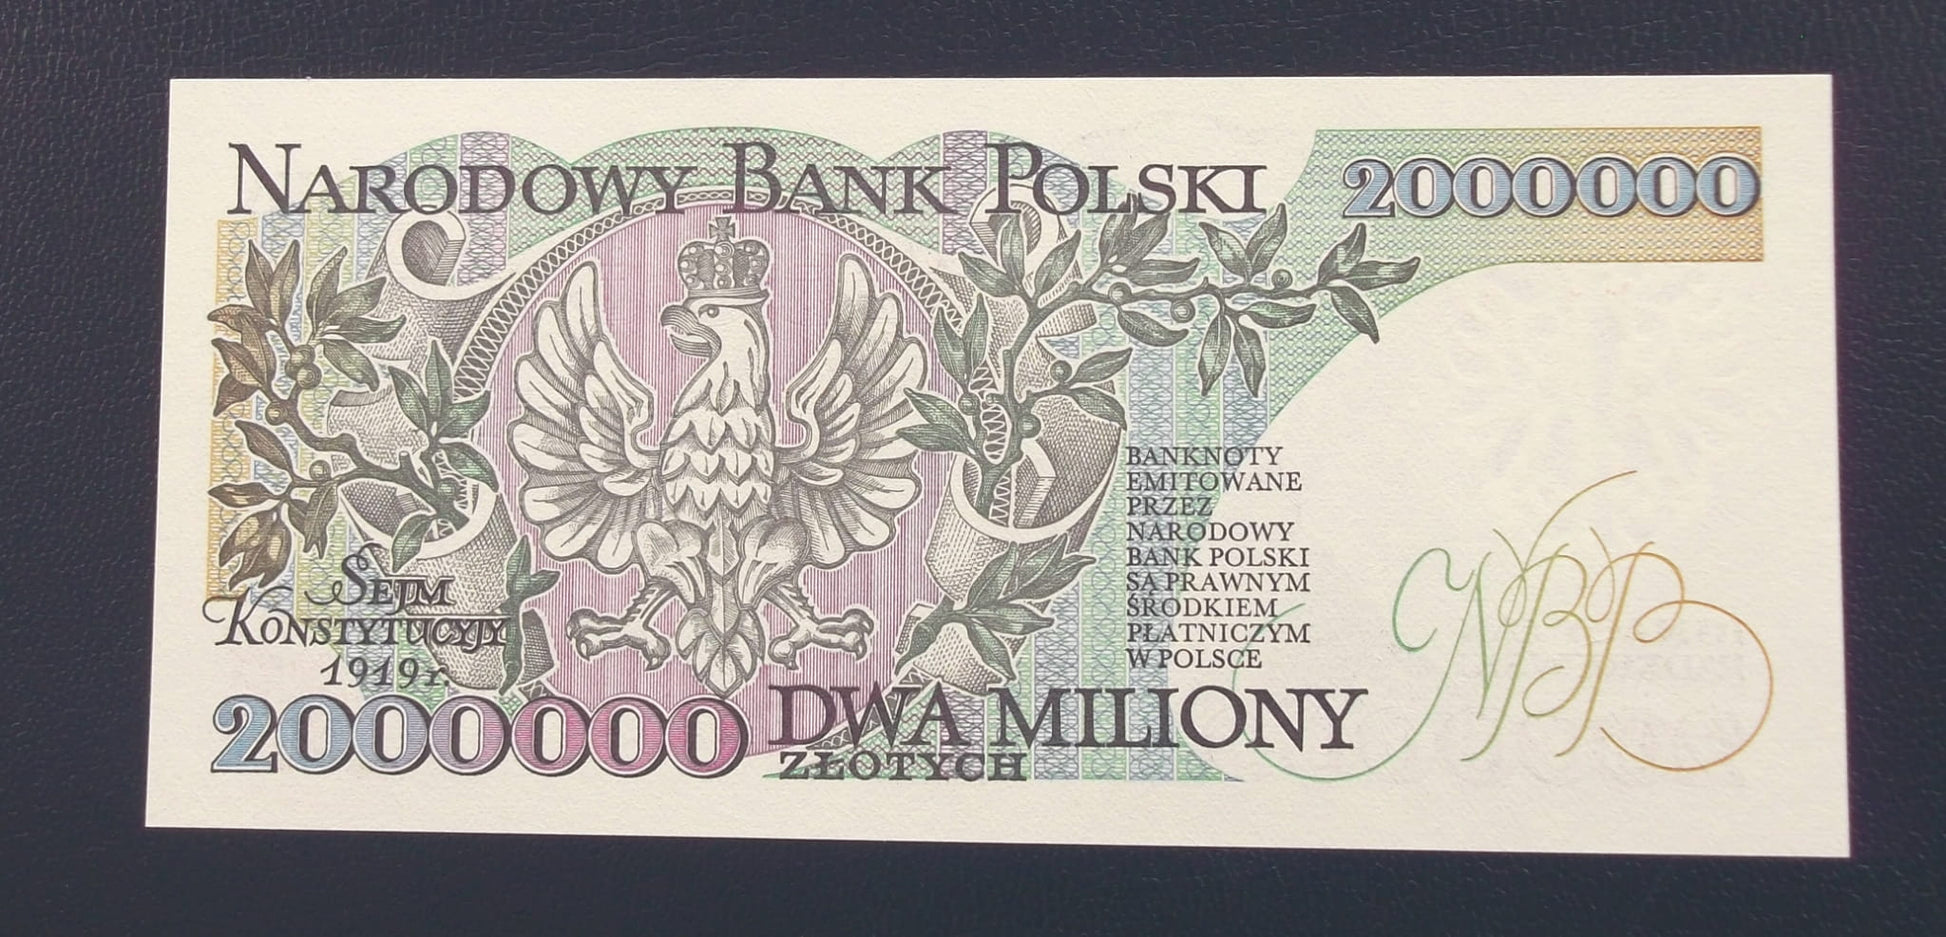 NARODOWY BANK POLSKI 2000000
BANKNOTY
EMITOWANE
PRZEZ
NARODOWY
BANK POLSKI
SĄ PRAWNYM
ŚRODKIEM
PŁATNICZYM
W POLSCE
SEJM
KONSTYTUCYJY
1919 r.
2000000 DWA MILIONY
ZŁOTYCH
NBP